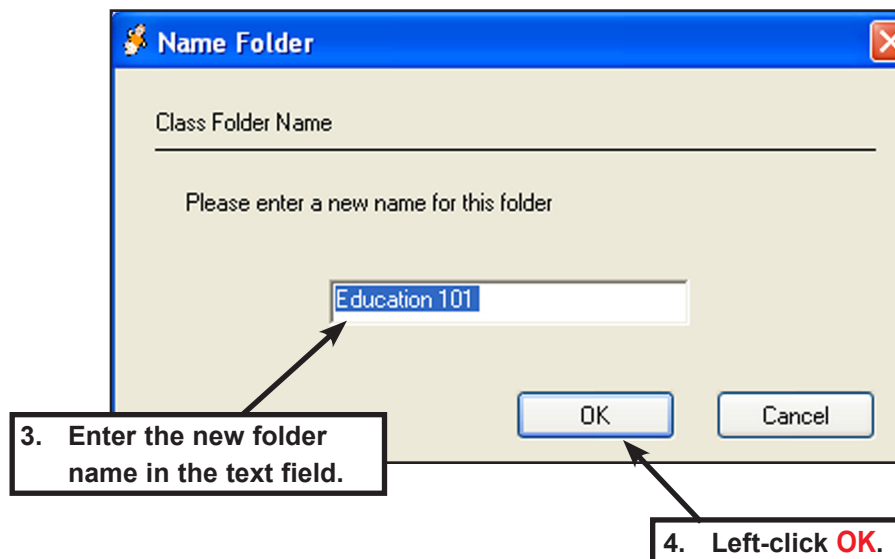 Name Folder
Class Folder Name
Please enter a new name for this folder
Education 101
OK
Cancel
3. Enter the new folder
name in the text field.
4. Left-click OK.